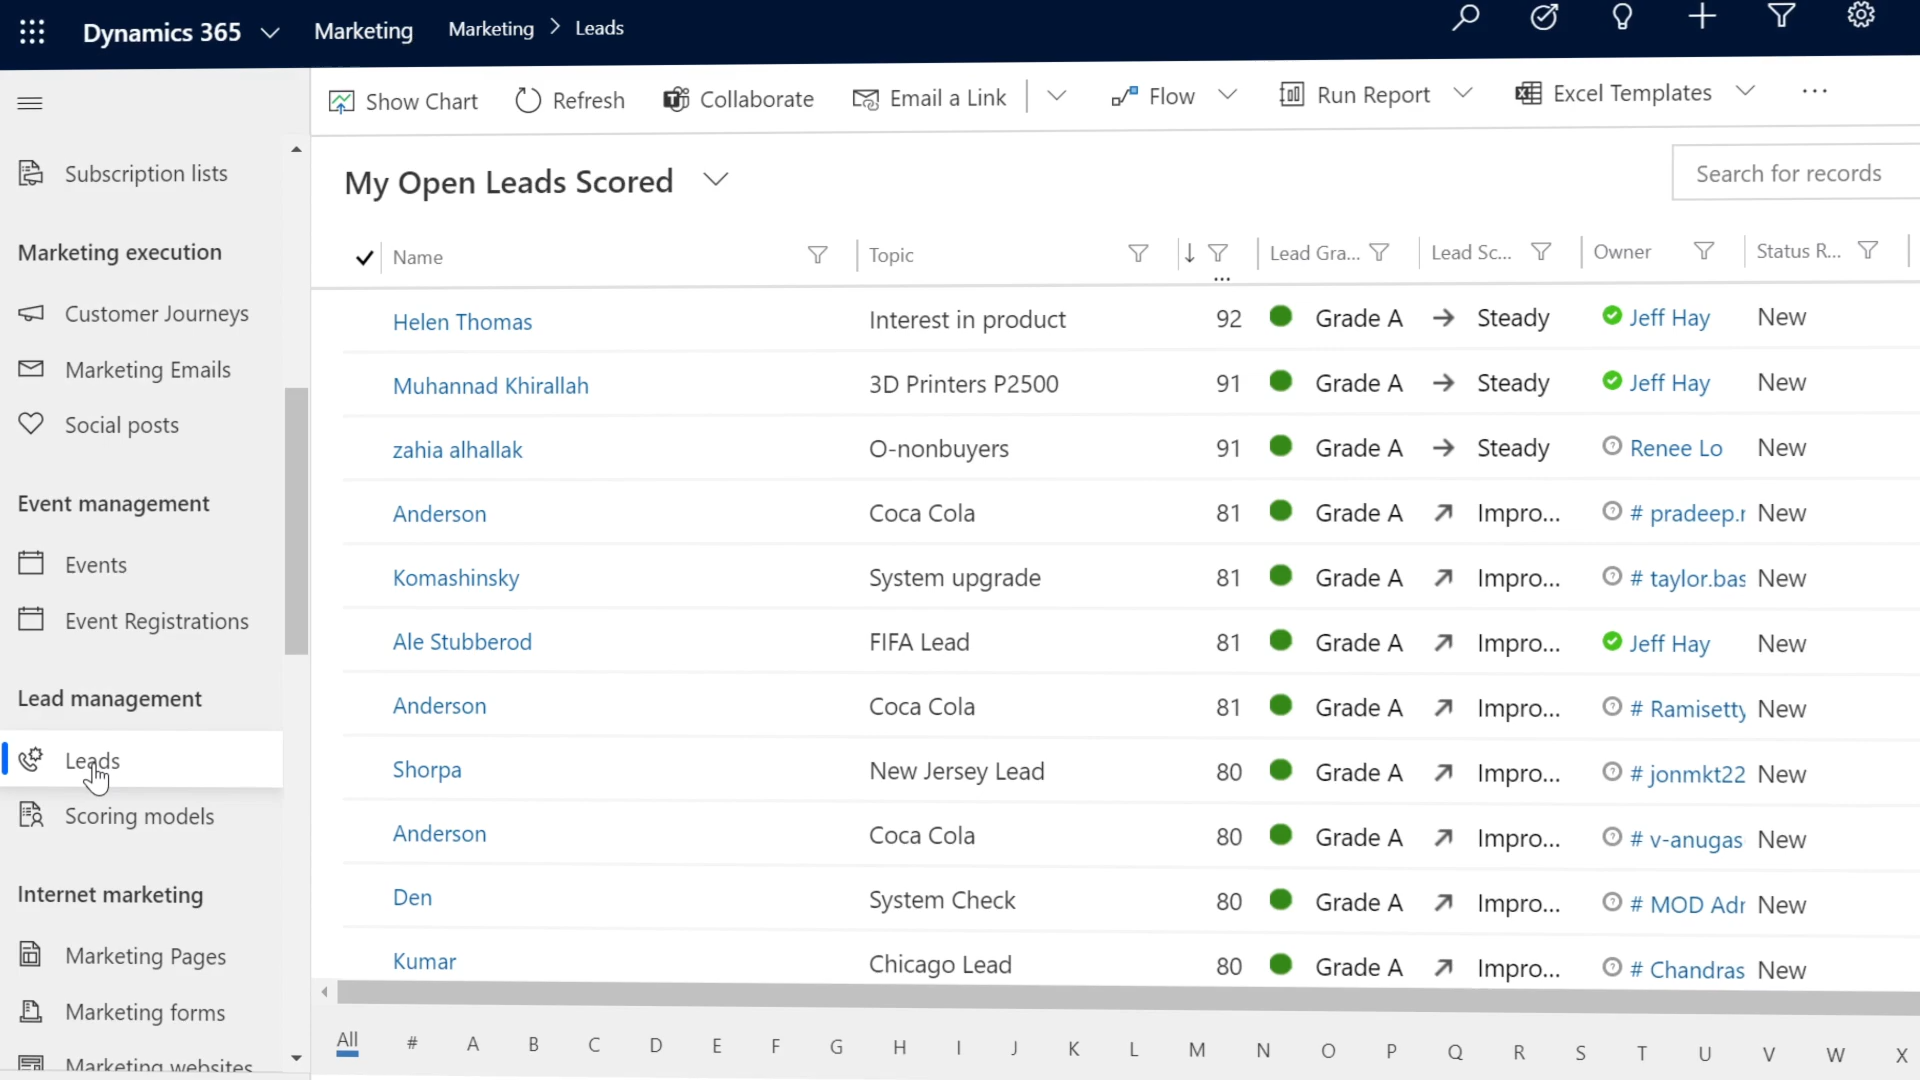 Dynamics 365 Marketing Marketing > Leads
Show Chart Refresh Collaborate Email a Link Flow Run Report Excel Templates ...
Subscription lists
Marketing execution
Customer Journeys
Marketing Emails
Social posts
Event management
Events
Event Registrations
Lead management
Leads
Scoring models
Internet marketing
Marketing Pages
Marketing forms
Marketing websites
My Open Leads Scored
Search for records
Name Topic ... Lead Gra... Lead Sc... Owner Status R...
Helen Thomas Interest in product 92 Grade A Steady Jeff Hay New
Muhannad Khirallah 3D Printers P2500 91 Grade A Steady Jeff Hay New
zahia alhallak O-nonbuyers 91 Grade A Steady Renee Lo New
Anderson Coca Cola 81 Grade A Impro... # pradeep.r New
Komashinsky System upgrade 81 Grade A Impro... # taylor.bas New
Ale Stubberod FIFA Lead 81 Grade A Impro... Jeff Hay New
Anderson Coca Cola 81 Grade A Impro... # Ramisetty New
Shorpa New Jersey Lead 80 Grade A Impro... # jonmkt22 New
Anderson Coca Cola 80 Grade A Impro... # v-anugas New
Den System Check 80 Grade A Impro... # MOD Adr New
Kumar Chicago Lead 80 Grade A Impro... # Chandras New
All # A B C D E F G H I J K L M N O P Q R S T U V W X